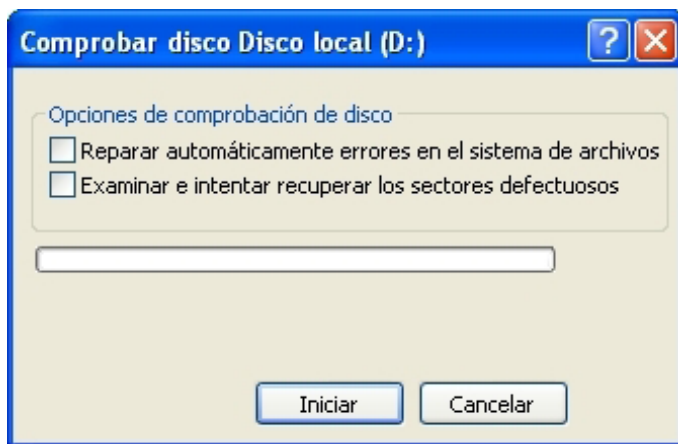 Comprobar disco Disco local (D:)
Opciones de comprobación de disco
Reparar automáticamente errores en el sistema de archivos
Examinar e intentar recuperar los sectores defectuosos
Iniciar
Cancelar